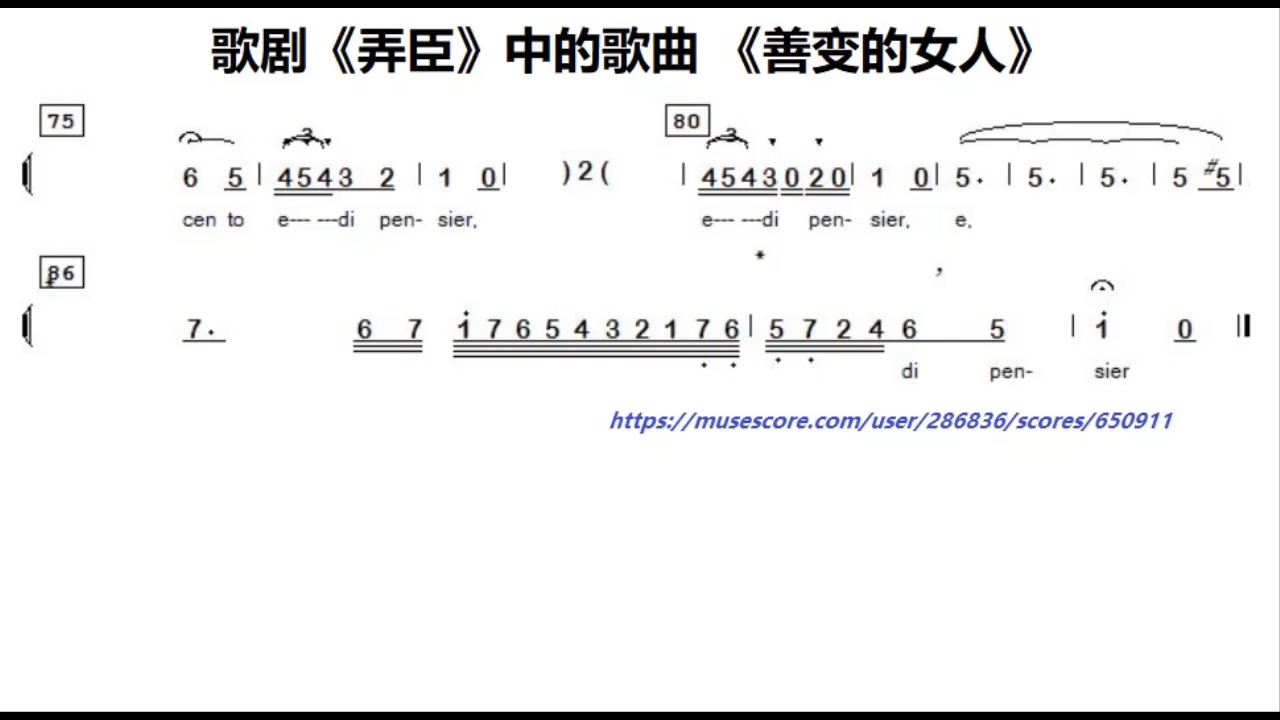 歌剧《弄臣》中的歌曲 《善变的女人》
75 80
3 3
6 5 | 4543 2 | 1 0 | )2( | 4543 0 20 | 1 0 | 5. | 5. | 5. | 5 #5 |
cen to e--- ---di pen- sier, e--- ---di pen- sier, e,
86
7. 6 7 1 7 6 5 4 3 2 1 7 6 | 5 7 2 4 6 5 | 1 0 ||
di pen- sier
https://musescore.com/user/286836/scores/650911